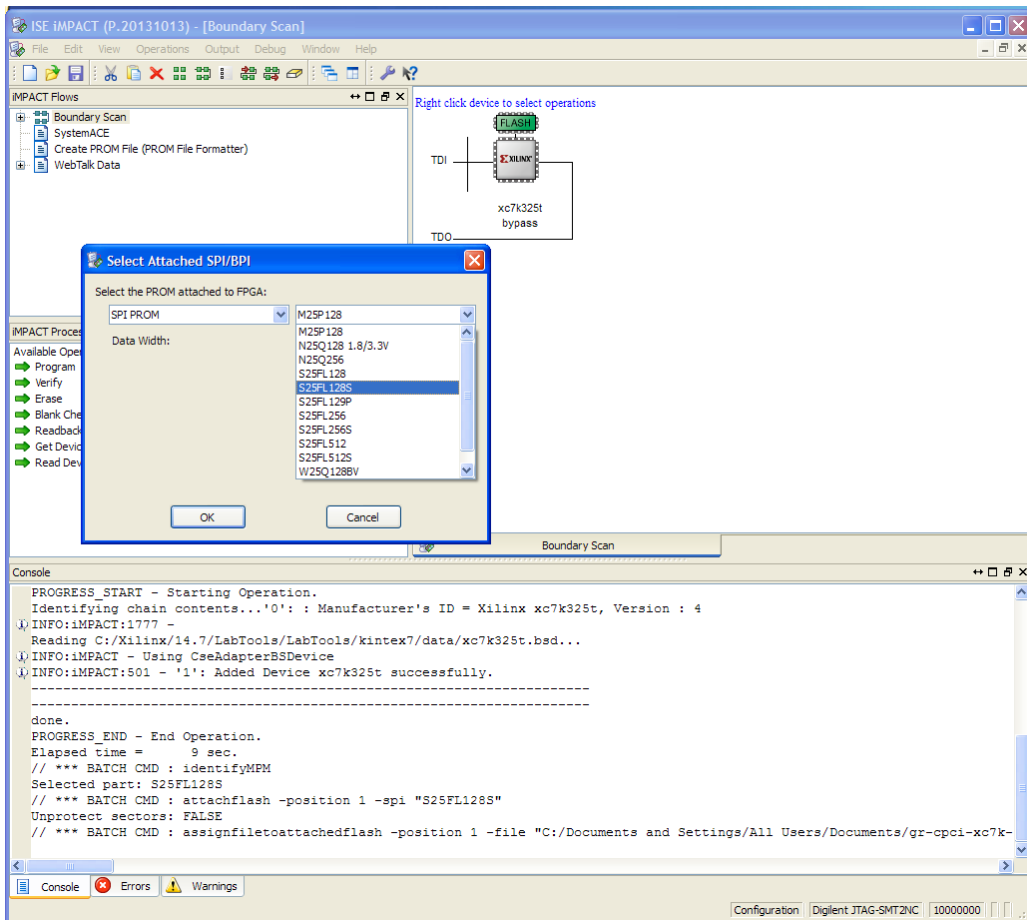 ISE iMPACT (P.20131013) - [Boundary Scan]
File Edit View Operations Output Debug Window Help
iMPACT Flows
Boundary Scan
SystemACE
Create PROM File (PROM File Formatter)
WebTalk Data
Right click device to select operations
FLASH
TDI
XILINX
xc7k325t
bypass
TDO
Select Attached SPI/BPI
Select the PROM attached to FPGA:
SPI PROM
M25P128
Data Width:
M25P128
N25Q128 1.8/3.3V
N25Q256
S25FL128
S25FL128S
S25FL129P
S25FL256
S25FL256S
S25FL512
S25FL512S
W25Q128BV
OK
Cancel
iMPACT Proces
Available Ope
Program
Verify
Erase
Blank Che
Readback
Get Devic
Read Dev
Boundary Scan
Console
PROGRESS_START - Starting Operation.
Identifying chain contents...'0': : Manufacturer's ID = Xilinx xc7k325t, Version : 4
INFO:iMPACT:1777 -
Reading C:/Xilinx/14.7/LabTools/LabTools/kintex7/data/xc7k325t.bsd...
INFO:iMPACT - Using CseAdapterBSDevice
INFO:iMPACT:501 - '1': Added Device xc7k325t successfully.
----------------------------------------------------------------------
----------------------------------------------------------------------
done.
PROGRESS_END - End Operation.
Elapsed time =      9 sec.
// *** BATCH CMD : identifyMPM
Selected part: S25FL128S
// *** BATCH CMD : attachflash -position 1 -spi "S25FL128S"
Unprotect sectors: FALSE
// *** BATCH CMD : assignfiletoattachedflash -position 1 -file "C:/Documents and Settings/All Users/Documents/gr-cpci-xc7k-
Console Errors Warnings
Configuration Digilent JTAG-SMT2NC 10000000